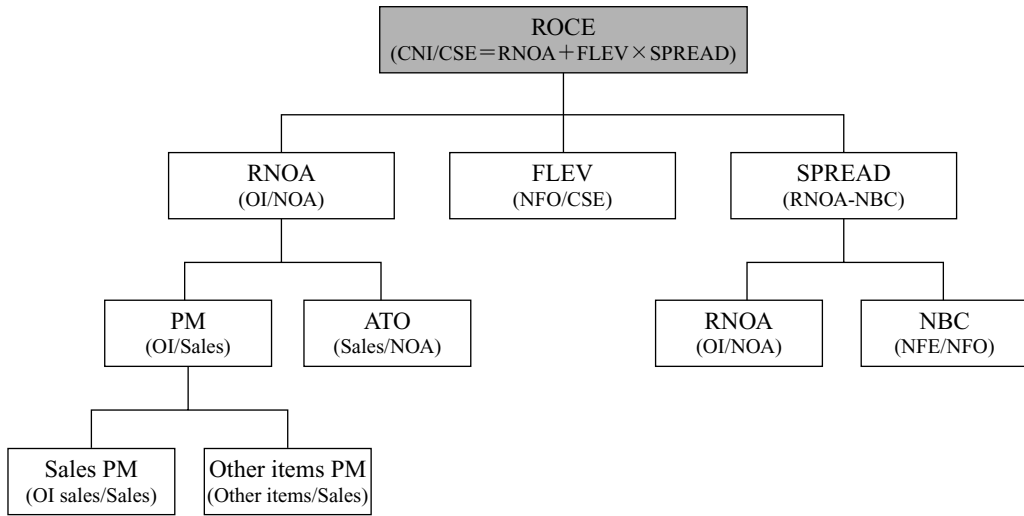 ROCE
(CNI/CSE=RNOA+FLEV×SPREAD)
RNOA
(OI/NOA)
FLEV
(NFO/CSE)
SPREAD
(RNOA-NBC)
PM
(OI/Sales)
ATO
(Sales/NOA)
RNOA
(OI/NOA)
NBC
(NFE/NFO)
Sales PM
(OI sales/Sales)
Other items PM
(Other items/Sales)